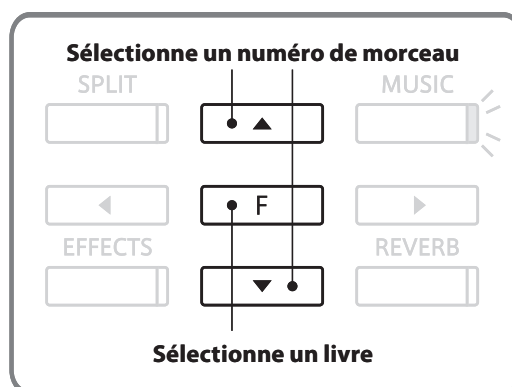 Sélectionne un numéro de morceau
SPLIT MUSIC
▲
◀ F ▶
EFFECTS REVERB
▼
Sélectionne un livre